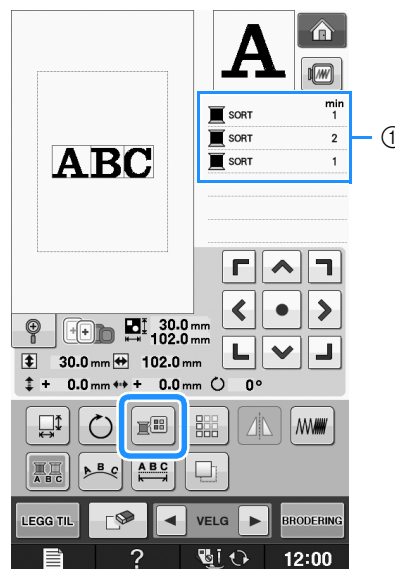 A
min
SORT 1
SORT 2
SORT 1
①
ABC
30.0 mm
102.0 mm
30.0 mm 102.0 mm
+ 0.0 mm + 0.0 mm 0°
ABC ABC ABC
LEGG TIL VELG BRODERING
? 12:00